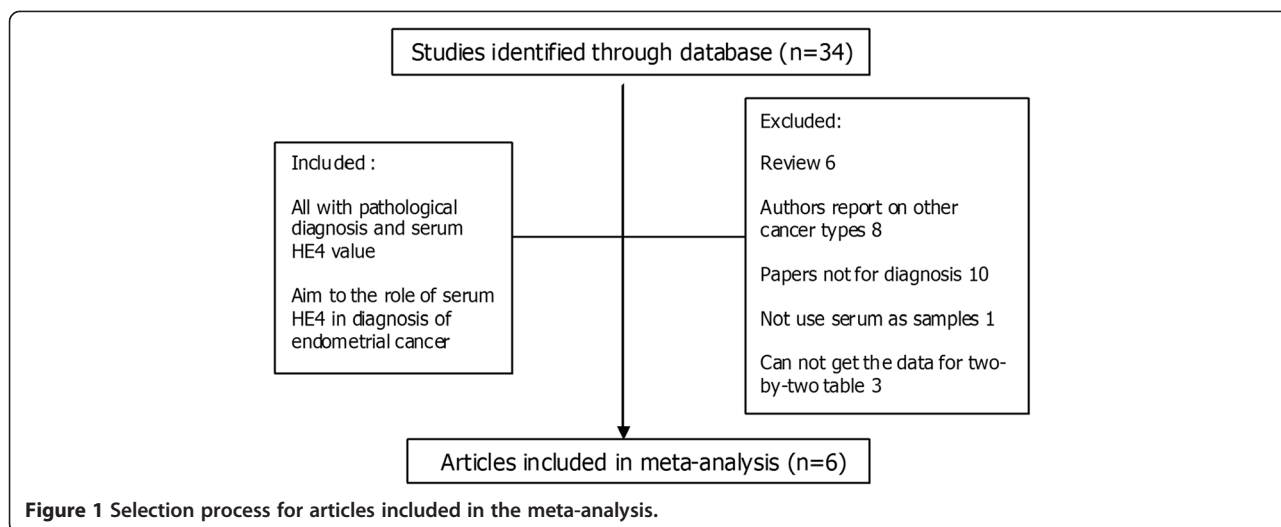 Studies identified through database (n=34)
Included :
All with pathological
diagnosis and serum
HE4 value
Aim to the role of serum
HE4 in diagnosis of
endometrial cancer
Excluded:
Review 6
Authors report on other
cancer types 8
Papers not for diagnosis 10
Not use serum as samples 1
Can not get the data for two-
by-two table 3
Articles included in meta-analysis (n=6)
Figure 1 Selection process for articles included in the meta-analysis.